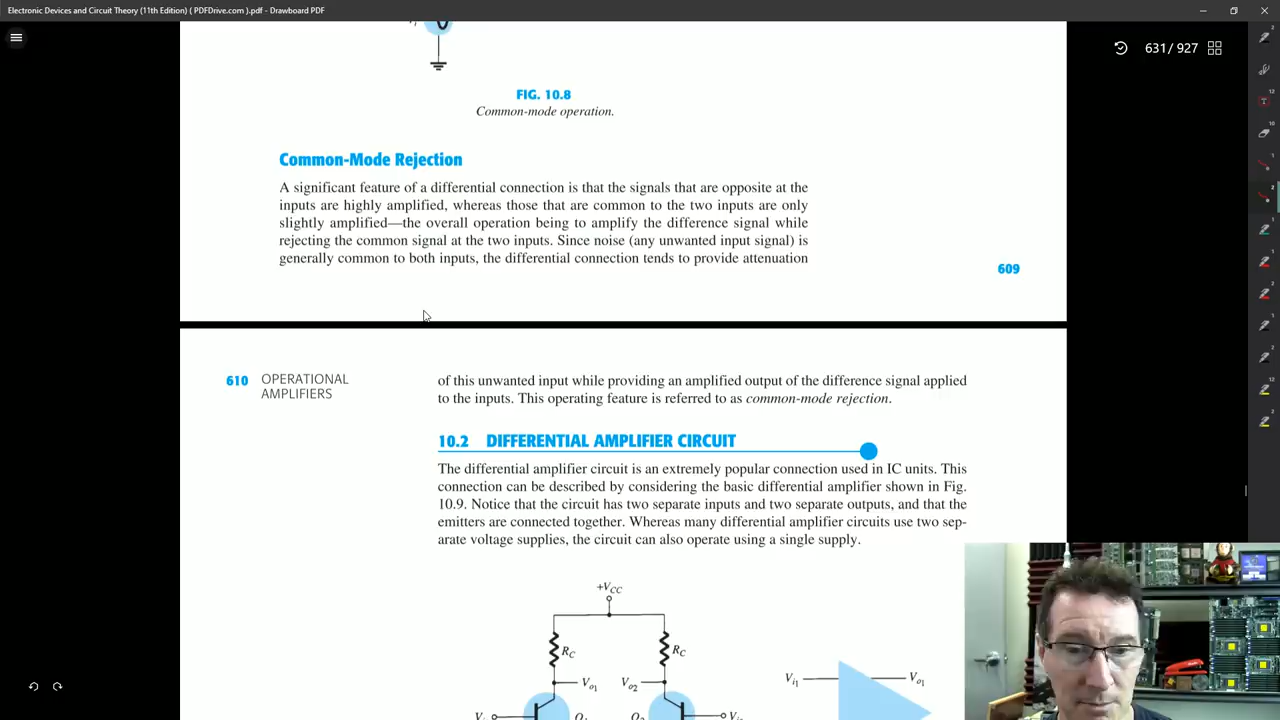 Electronic Devices and Circuit Theory (11th Edition) ( PDFDrive.com ).pdf - Drawboard PDF
631 / 927
FIG. 10.8
Common-mode operation.
Common-Mode Rejection
A significant feature of a differential connection is that the signals that are opposite at the
inputs are highly amplified, whereas those that are common to the two inputs are only
slightly amplified—the overall operation being to amplify the difference signal while
rejecting the common signal at the two inputs. Since noise (any unwanted input signal) is
generally common to both inputs, the differential connection tends to provide attenuation
609
610 OPERATIONAL
AMPLIFIERS
of this unwanted input while providing an amplified output of the difference signal applied
to the inputs. This operating feature is referred to as common-mode rejection.
10.2 DIFFERENTIAL AMPLIFIER CIRCUIT
The differential amplifier circuit is an extremely popular connection used in IC units. This
connection can be described by considering the basic differential amplifier shown in Fig.
10.9. Notice that the circuit has two separate inputs and two separate outputs, and that the
emitters are connected together. Whereas many differential amplifier circuits use two sep-
arate voltage supplies, the circuit can also operate using a single supply.
+VCC
RC RC
Vo1 Vo2
Vi1 Vo1